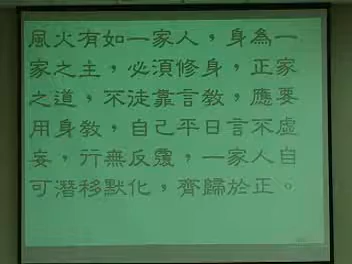 風火有如一家人，身為一
家之主，必須修身，正家
之道，不徒靠言教，應要
用身教，自己平日言不虛
妄，行無反覆，一家人自
可潛移默化，齊歸於正。